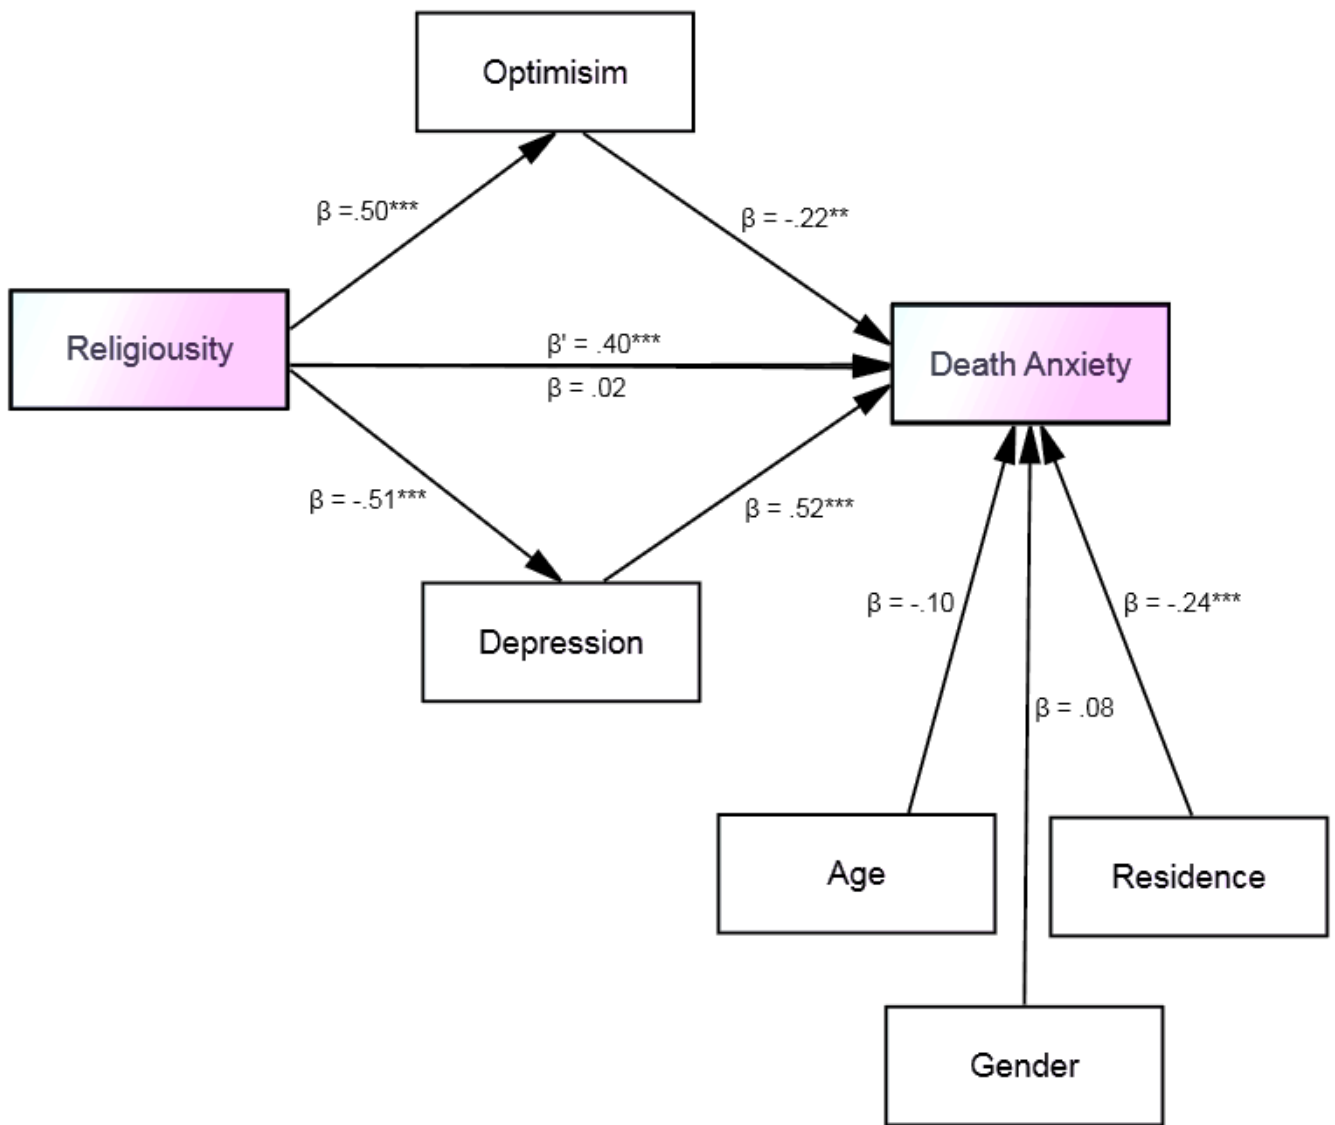 Optimisim
β =.50***
β = -.22**
Religiousity
β' = .40***
β = .02
Death Anxiety
β = -.51***
β = .52***
Depression
β = -.10
β = -.24***
β = .08
Age
Residence
Gender